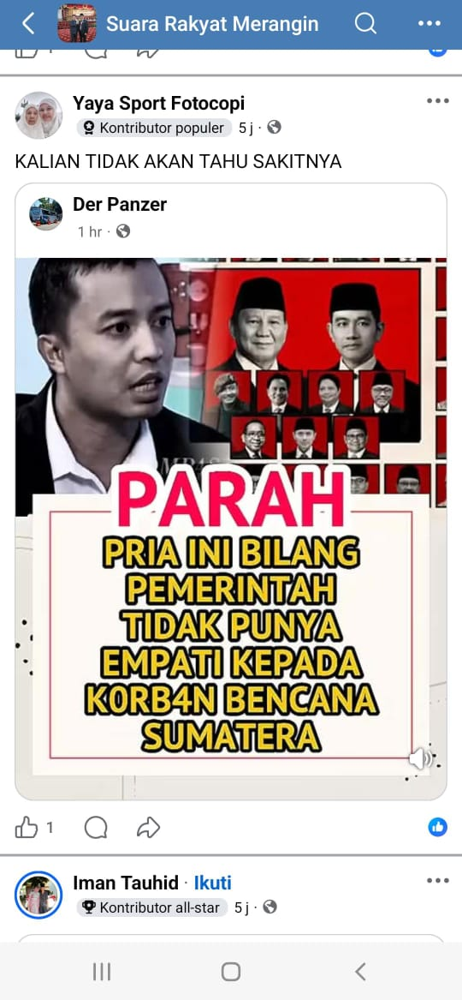 Suara Rakyat Merangin
Yaya Sport Fotocopi
Kontributor populer 5 j ·
KALIAN TIDAK AKAN TAHU SAKITNYA
Der Panzer
1 hr ·
PARAH
PRIA INI BILANG
PEMERINTAH
TIDAK PUNYA
EMPATI KEPADA
K0RB4N BENCANA
SUMATERA
1
Iman Tauhid · Ikuti
Kontributor all-star 5 j ·